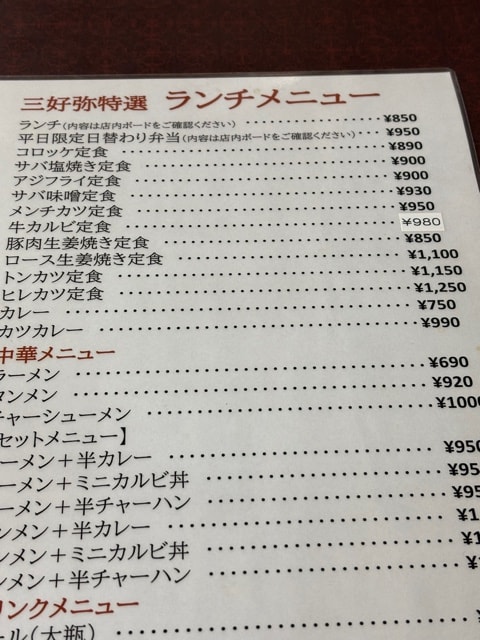 三好弥特選 ランチメニュー
ランチ(内容は店内ボードをご確認ください) ¥850
平日限定日替わり弁当(内容は店内ボードをご確認ください) ¥950
コロッケ定食 ¥890
サバ塩焼き定食 ¥900
アジフライ定食 ¥900
サバ味噌定食 ¥930
メンチカツ定食 ¥950
牛カルビ定食 ¥980
豚肉生姜焼き定食 ¥850
ロース生姜焼き定食 ¥1,100
トンカツ定食 ¥1,150
ヒレカツ定食 ¥1,250
カレー ¥750
カツカレー ¥990
中華メニュー
ラーメン ¥690
タンメン ¥920
チャーシューメン ¥1000
セットメニュー】
ーメン＋半カレー ¥950
ーメン＋ミニカルビ丼 ¥95
ーメン＋半チャーハン ¥95
ンメン＋半カレー ¥1
ンメン＋ミニカルビ丼 ¥1
ンメン＋半チャーハン
リンクメニュー
ール(大瓶)